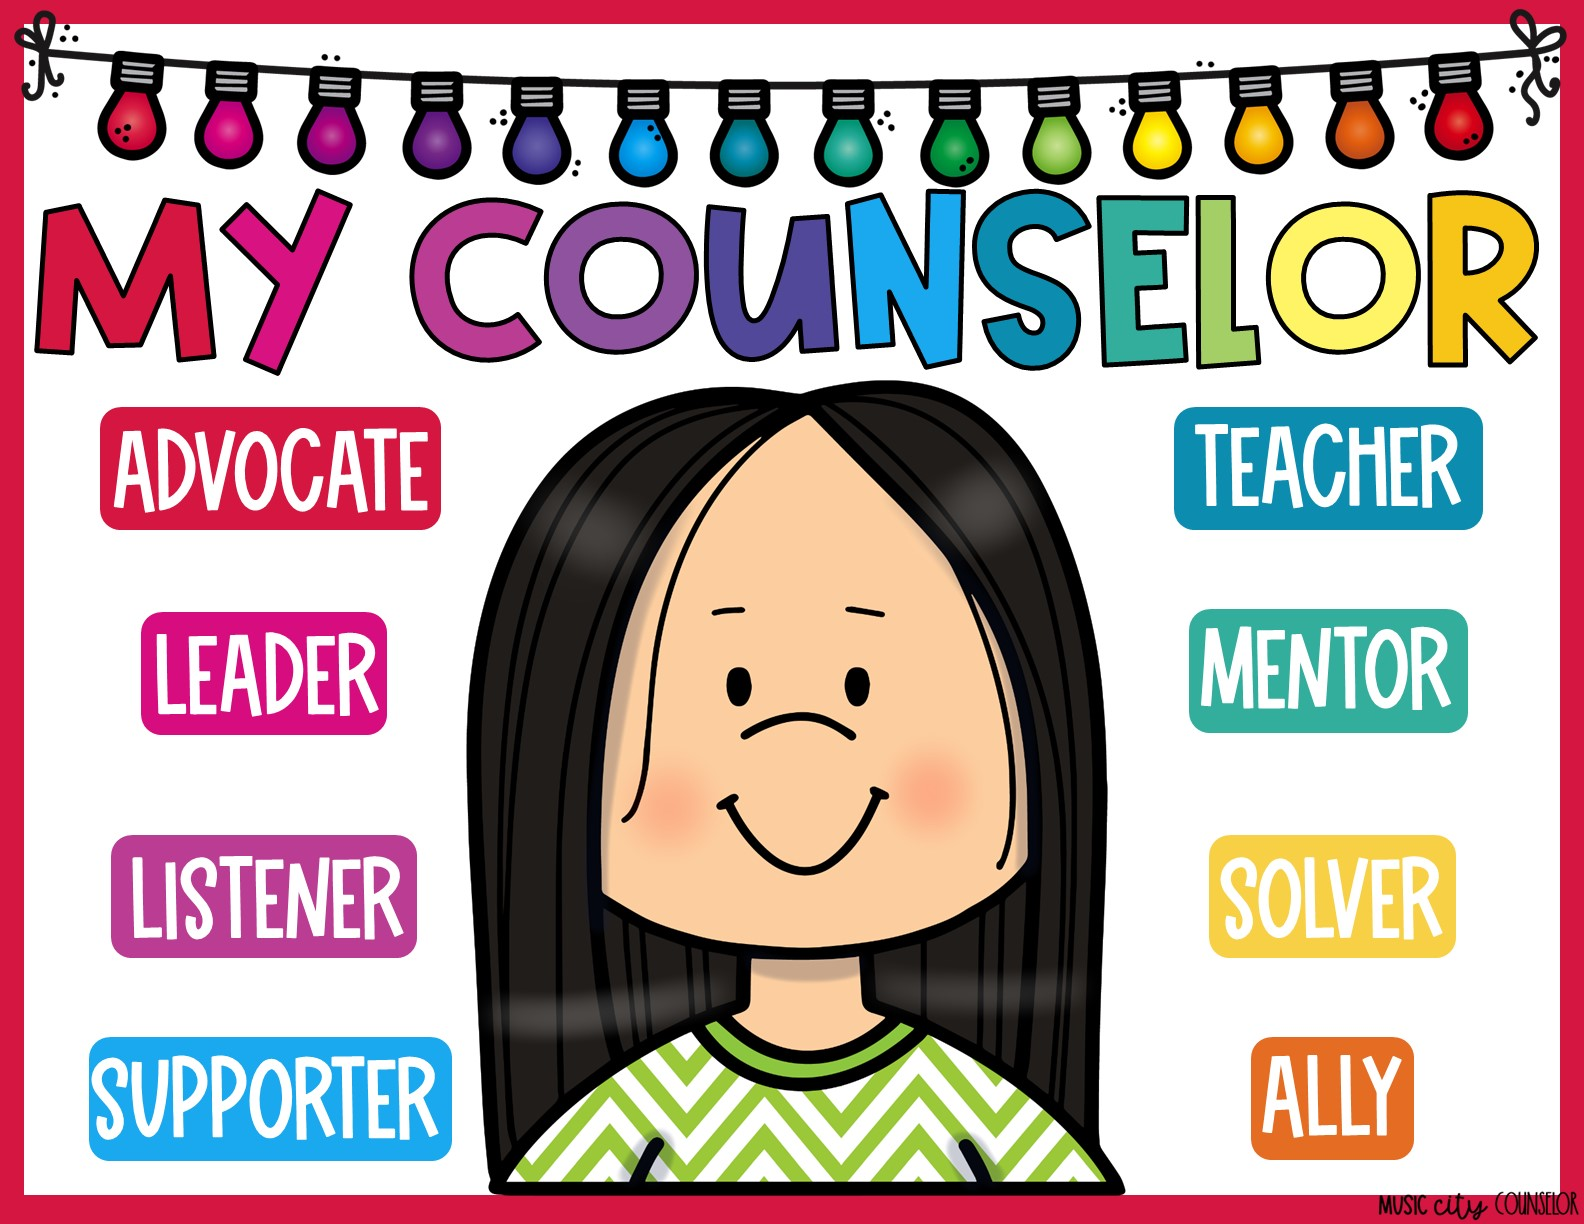 MY COUNSELOR
ADVOCATE
LEADER
LISTENER
SUPPORTER
TEACHER
MENTOR
SOLVER
ALLY
MUSIC city COUNSELOR